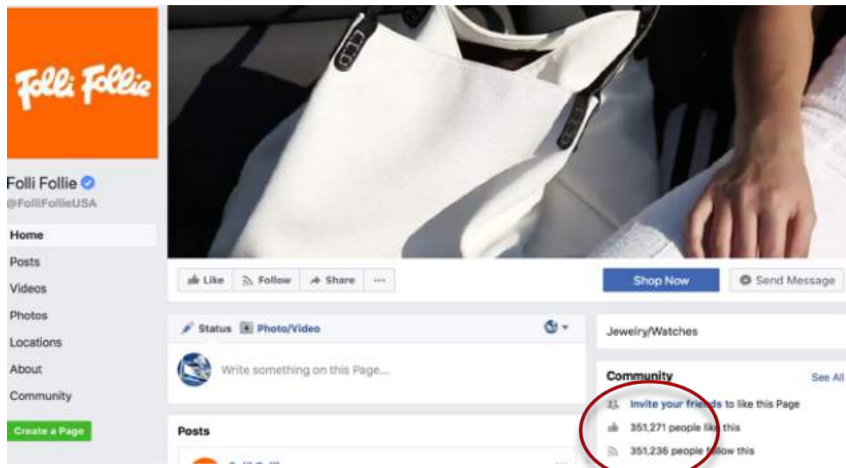 Folli Follie
Folli Follie
@FolliFollieUSA
Home
Posts
Videos
Photos
Locations
About
Community
Create a Page
Like Follow Share ...
Shop Now Send Message
Status Photo/Video
Write something on this Page...
Posts
Jewelry/Watches
Community See All
Invite your friends to like this Page
351,271 people like this
351,236 people follow this